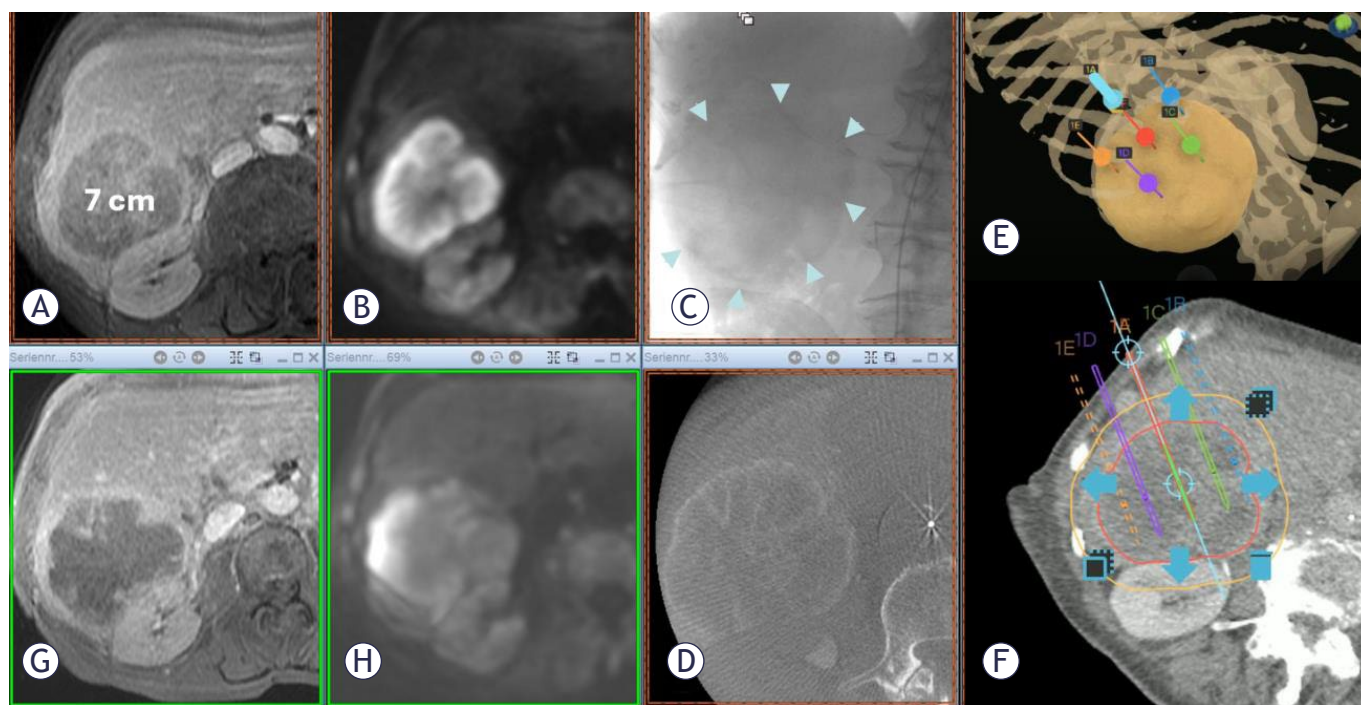 7 cm
A
B
C
1A
1B
1C
1E
1D
E
Seriennr....53%
Seriennr....69%
Seriennr....33%
1E
1D
1A
1C
1B
G
H
D
F